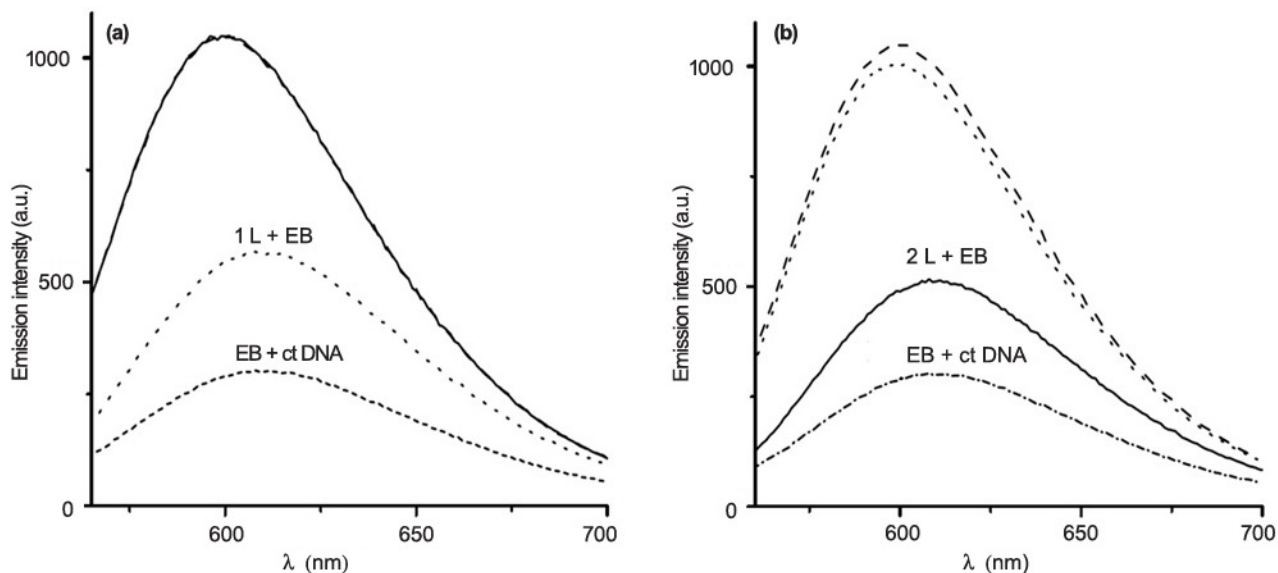 (a)
1000
500
0
Emission intensity (a.u.)
1 L + EB
EB + ct DNA
600
650
700
λ (nm)
(b)
1000
500
0
Emission intensity (a.u.)
2 L + EB
EB + ct DNA
600
650
700
λ (nm)